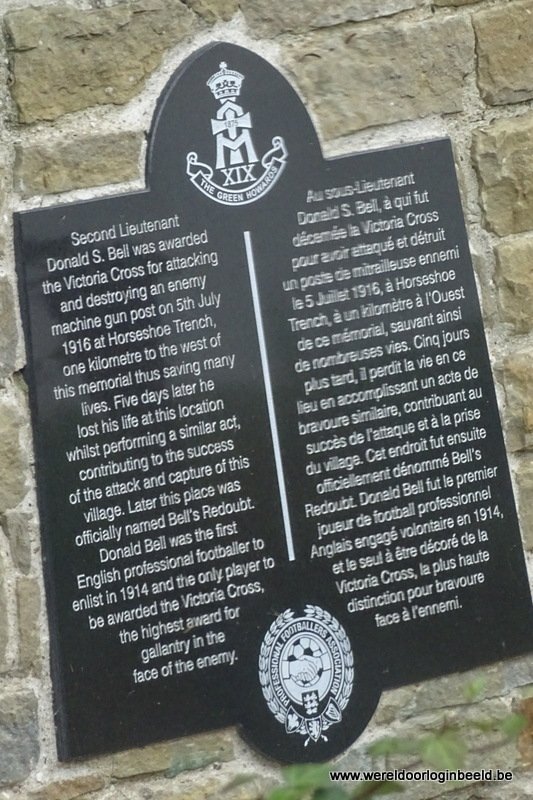 1875
XIX
THE GREEN HOWARDS
Second Lieutenant
Donald S. Bell was awarded
the Victoria Cross for attacking
and destroying an enemy
machine gun post on 5th July
1916 at Horseshoe Trench,
one kilometre to the west of
this memorial thus saving many
lives. Five days later he
lost his life at this location
whilst performing a similar act,
contributing to the success
of the attack and capture of this
village. Later this place was
officially named Bell's Redoubt.
Donald Bell was the first
English professional footballer to
enlist in 1914 and the only player to
be awarded the Victoria Cross,
the highest award for
gallantry in the
face of the enemy.
Au sous-Lieutenant
Donald S. Bell, à qui fut
décernée la Victoria Cross
pour avoir attaqué et détruit
un poste de mitrailleuse ennemi
le 5 Juillet 1916, à Horseshoe
Trench, à un kilomètre à l'Ouest
de ce mémorial, sauvant ainsi
de nombreuses vies. Cinq jours
plus tard, il perdit la vie en ce
lieu en accomplissant un acte de
bravoure similaire, contribuant au
succès de l'attaque et à la prise
du village. Cet endroit fut ensuite
officiellement dénommé Bell's
Redoubt. Donald Bell fut le premier
joueur de football professionnel
Anglais engagé volontaire en 1914,
et le seul à être décoré de la
Victoria Cross, la plus haute
distinction pour bravoure
face à l'ennemi.
PROFESSIONAL FOOTBALLERS ASSOCIATION
www.wereldoorloginbeeld.be